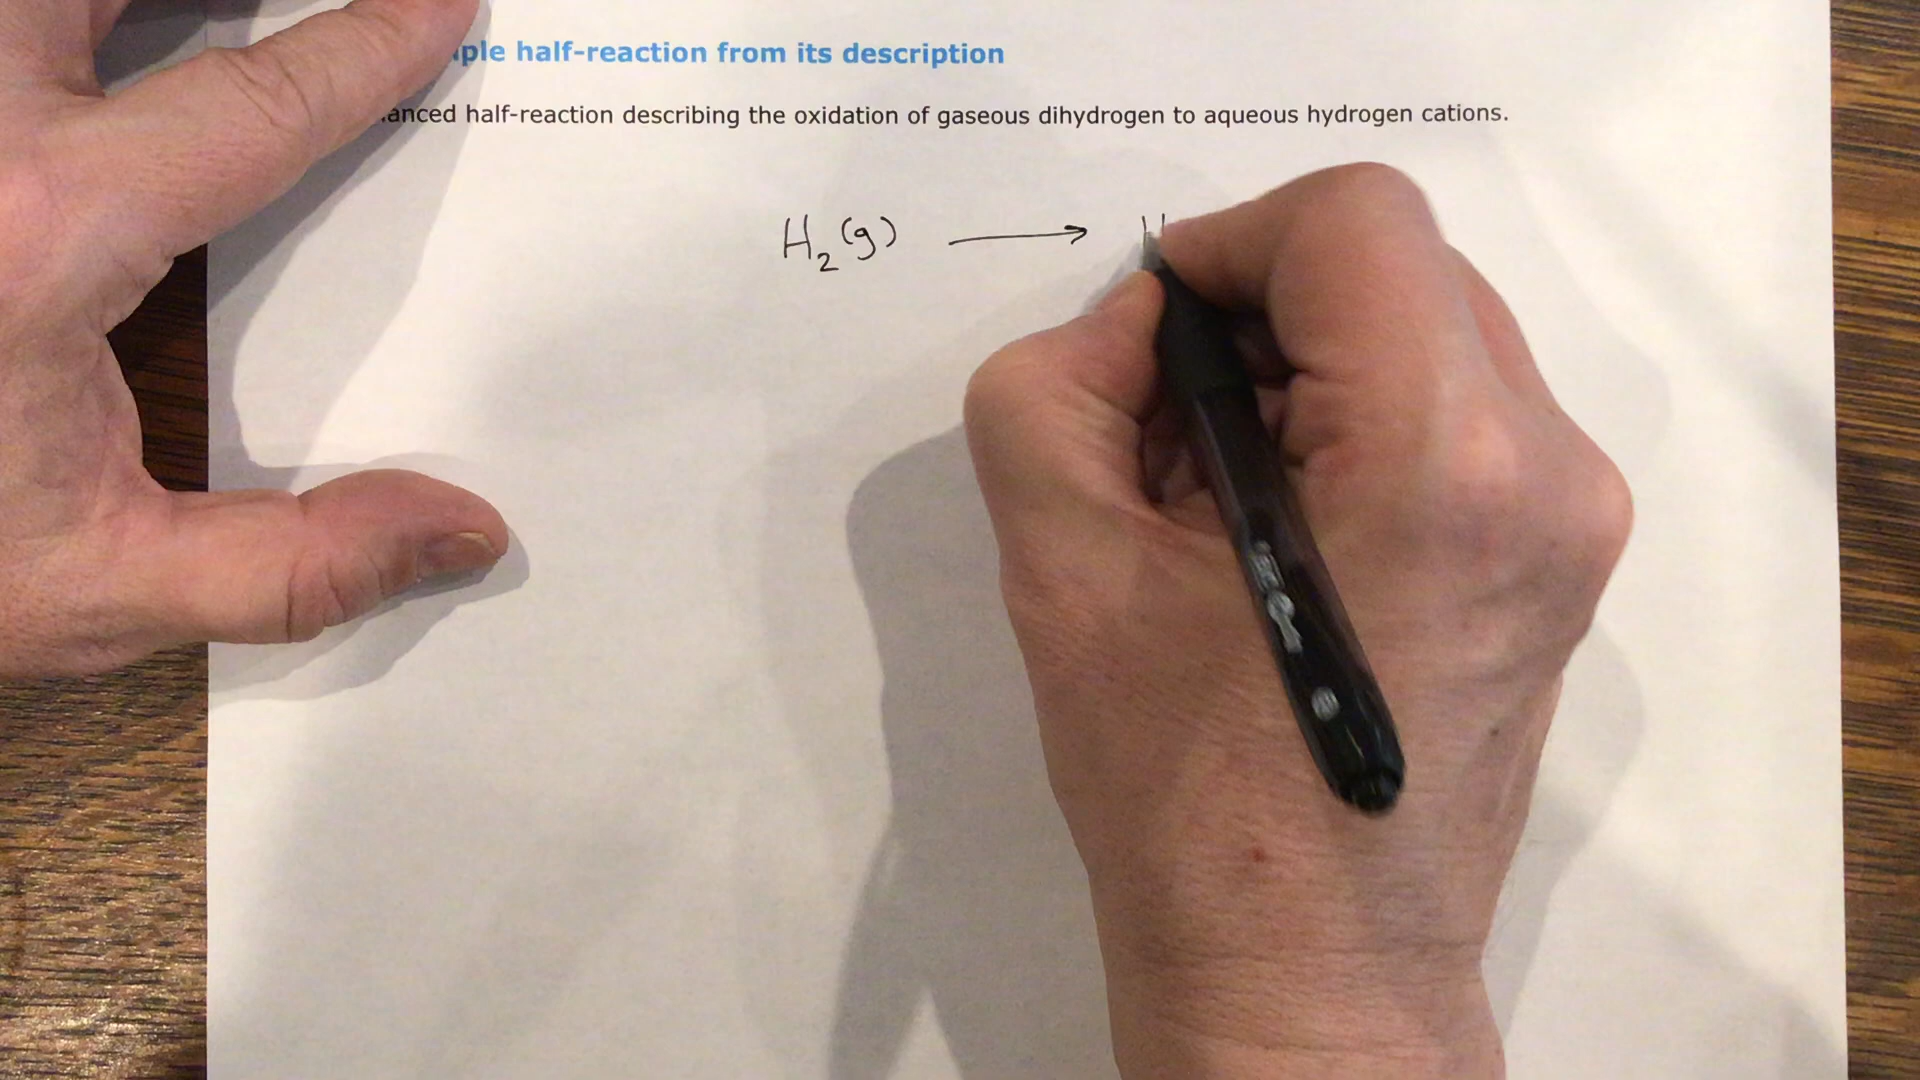 ple half-reaction from its description
anced half-reaction describing the oxidation of gaseous dihydrogen to aqueous hydrogen cations.
H₂(g) ⟶ H